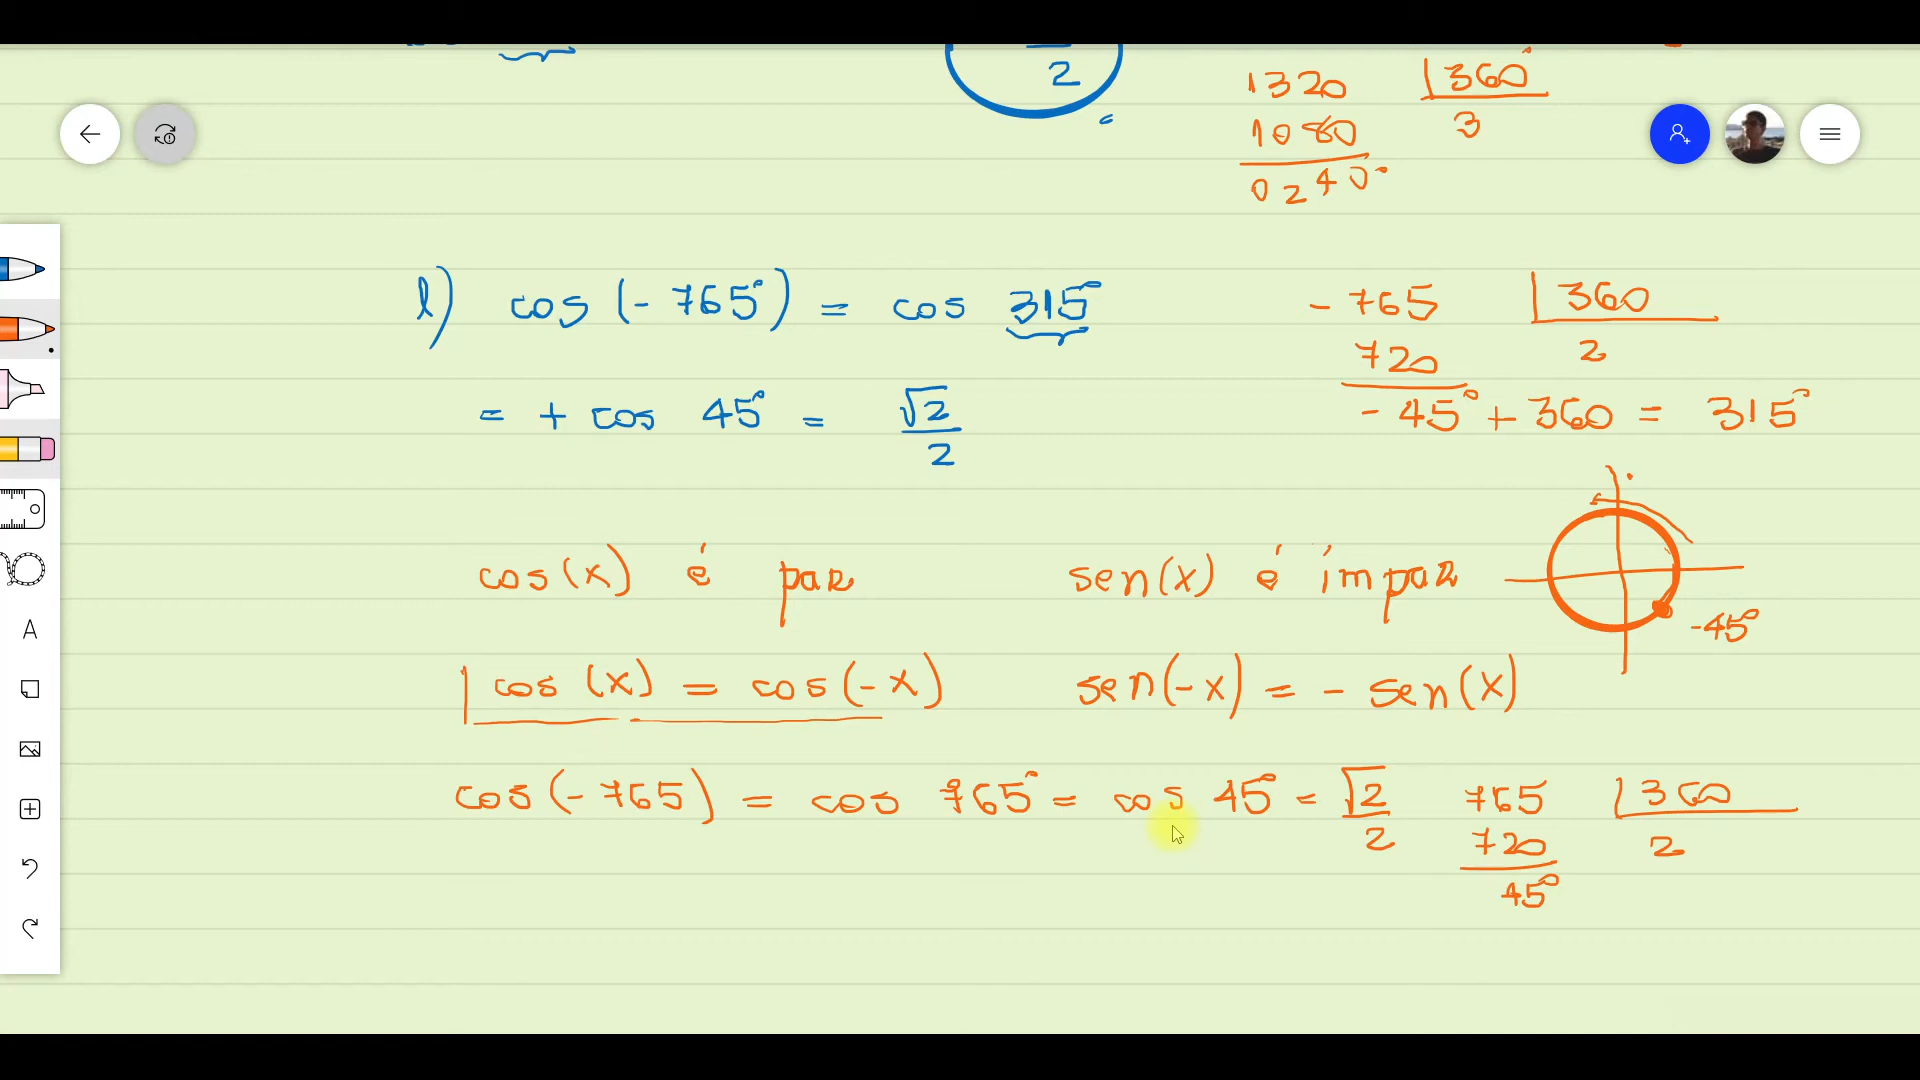 2
1320 360°
1080 3
0240°
l) cos (-765°) = cos 315° -765 360
720 2
= + cos 45° = √2/2 -45° + 360 = 315°
cos(x) é par sen(x) é impar
-45°
cos (x) = cos(-x) sen(-x) = - sen(x)
cos(-765) = cos 765° = cos 45° = √2/2 765 360
720 2
45°
A